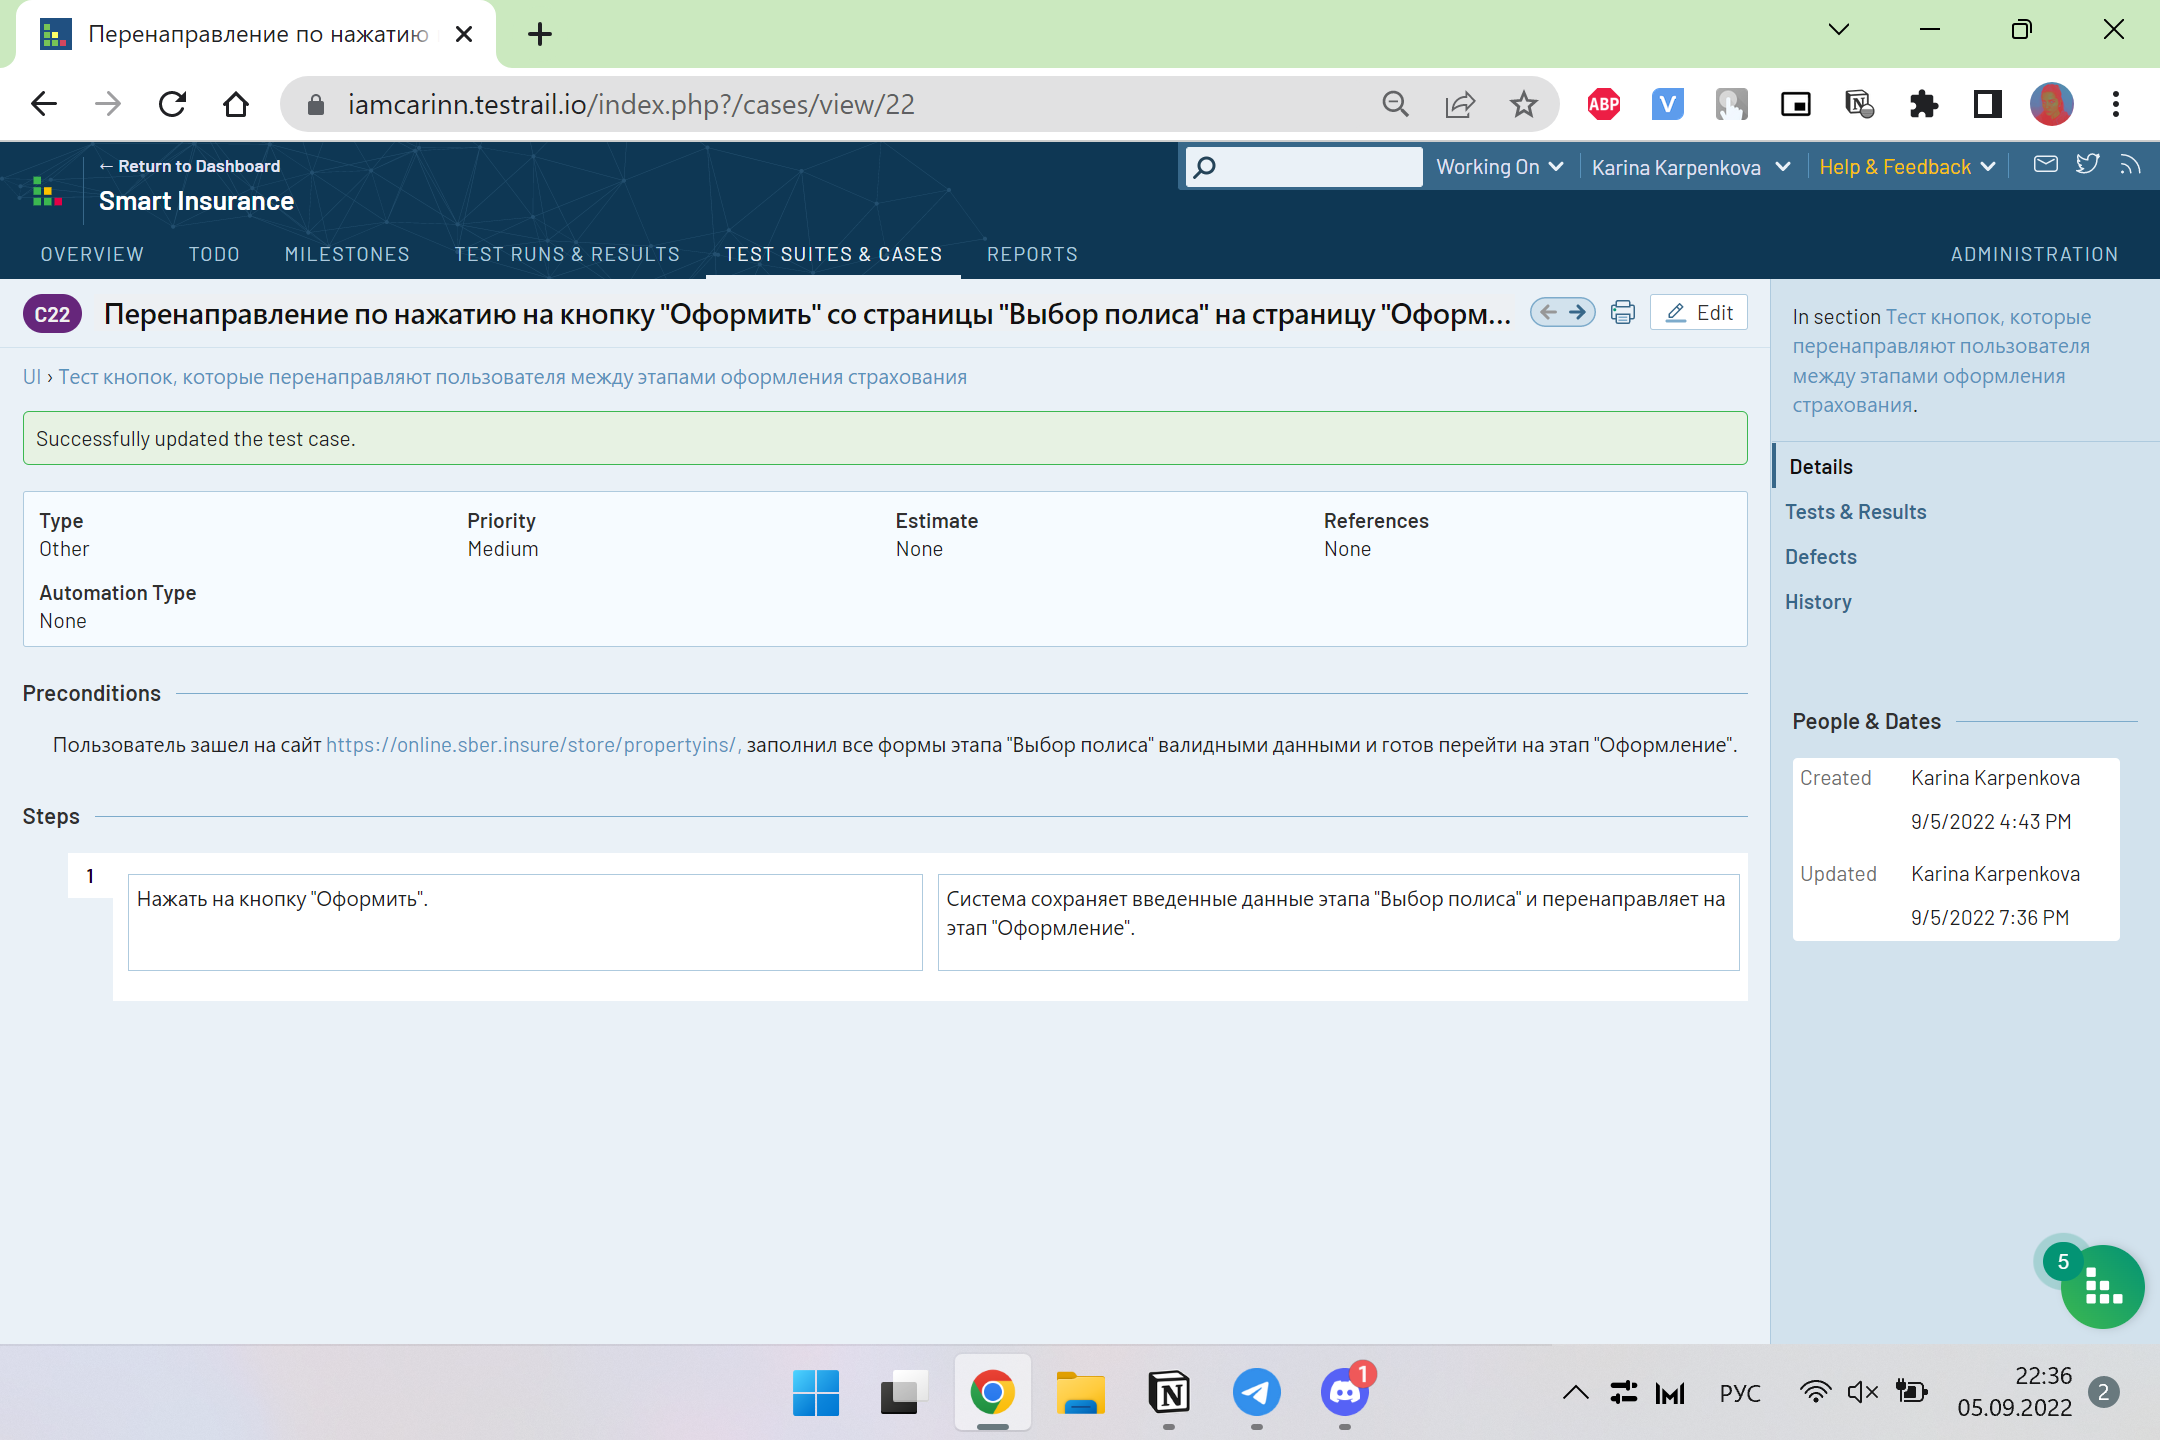 Перенаправление по нажатию
iamcarinn.testrail.io/index.php?/cases/view/22
ABP
V
← Return to Dashboard
Smart Insurance
Working On
Karina Karpenkova
Help & Feedback
OVERVIEW TODO MILESTONES TEST RUNS & RESULTS TEST SUITES & CASES REPORTS ADMINISTRATION
C22 Перенаправление по нажатию на кнопку "Оформить" со страницы "Выбор полиса" на страницу "Оформ... Edit
UI › Тест кнопок, которые перенаправляют пользователя между этапами оформления страхования
Successfully updated the test case.
Type Priority Estimate References
Other Medium None None
Automation Type
None
Preconditions
Пользователь зашел на сайт https://online.sber.insure/store/propertyins/, заполнил все формы этапа "Выбор полиса" валидными данными и готов перейти на этап "Оформление".
Steps
1
Нажать на кнопку "Оформить".
Система сохраняет введенные данные этапа "Выбор полиса" и перенаправляет на
этап "Оформление".
In section Тест кнопок, которые
перенаправляют пользователя
между этапами оформления
страхования.
Details
Tests & Results
Defects
History
People & Dates
Created Karina Karpenkova
9/5/2022 4:43 PM
Updated Karina Karpenkova
9/5/2022 7:36 PM
5
N
1
РУС
22:36
05.09.2022
2